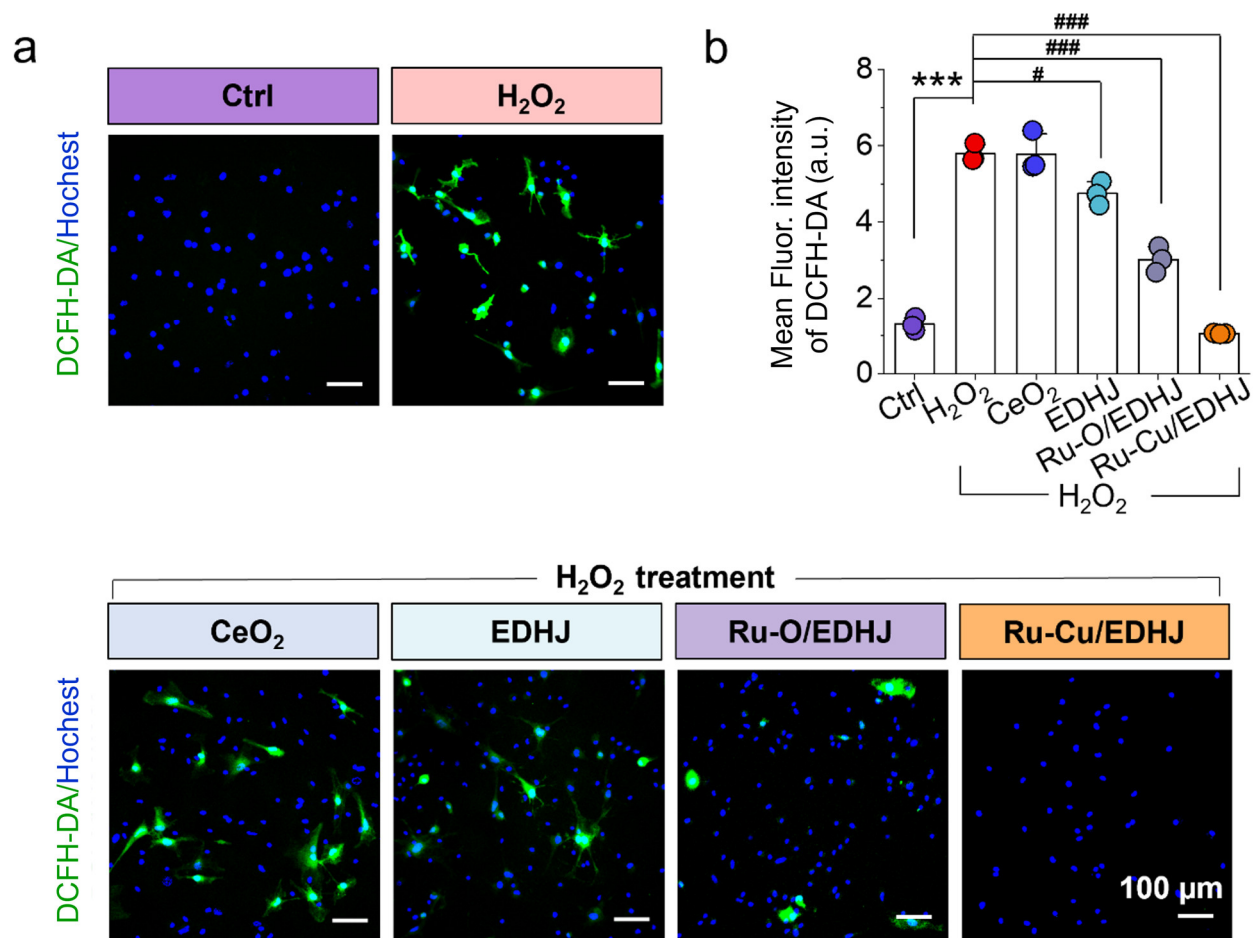 a
Ctrl
H₂O₂
DCFH-DA/Hochest
b
###
###
#
***
Mean Fluor. intensity
of DCFH-DA (a.u.)
8
6
4
2
0
Ctrl
H₂O₂
CeO₂
EDHJ
Ru-O/EDHJ
Ru-Cu/EDHJ
H₂O₂
H₂O₂ treatment
CeO₂
EDHJ
Ru-O/EDHJ
Ru-Cu/EDHJ
DCFH-DA/Hochest
100 μm